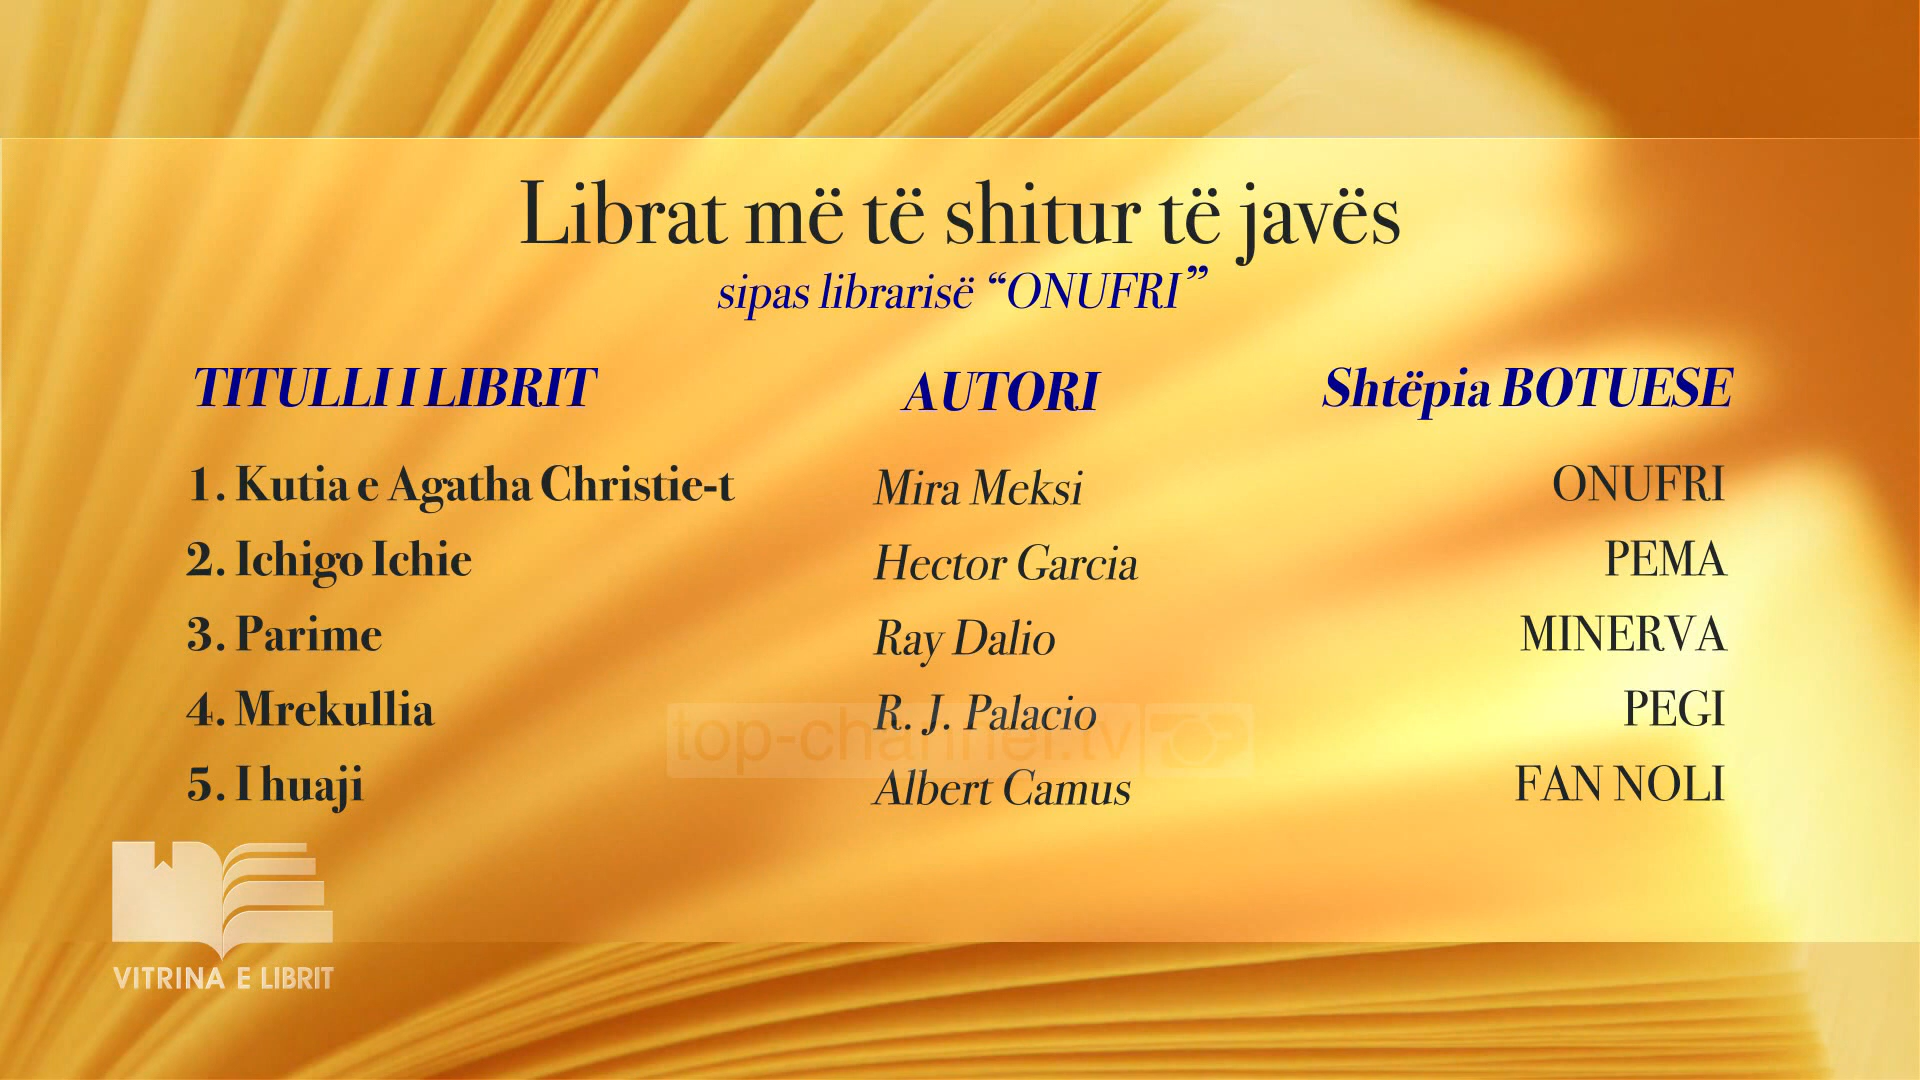 Librat më të shitur të javës
sipas librarisë “ONUFRI”
TITULLI I LIBRIT AUTORI Shtëpia BOTUESE
1. Kutia e Agatha Christie-t Mira Meksi ONUFRI
2. Ichigo Ichie Hector Garcia PEMA
3. Parime Ray Dalio MINERVA
4. Mrekullia R. J. Palacio PEGI
top-channel.tv
5. I huaji Albert Camus FAN NOLI
VITRINA E LIBRIT